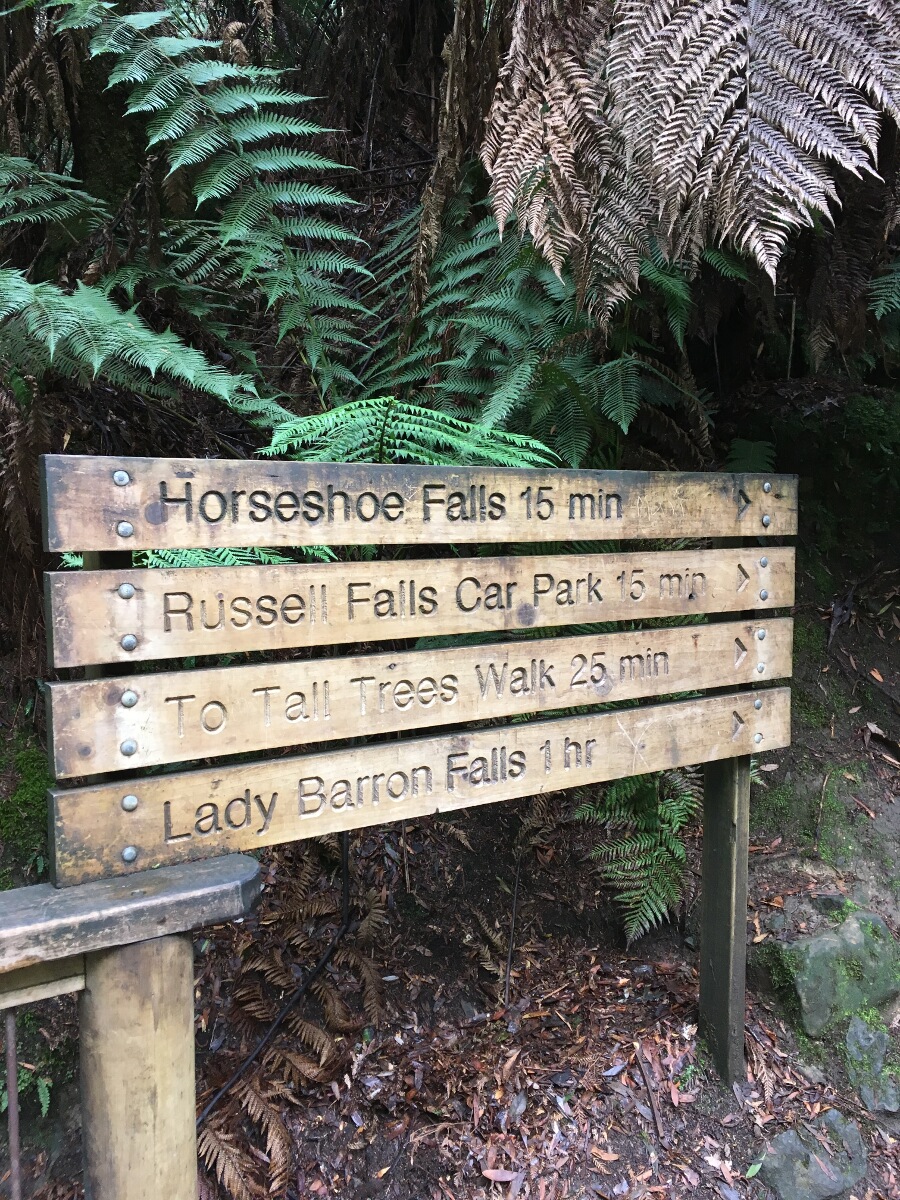 Horseshoe Falls 15 min >
Russell Falls Car Park 15 min >
To Tall Trees Walk 25 min >
Lady Barron Falls 1 hr >